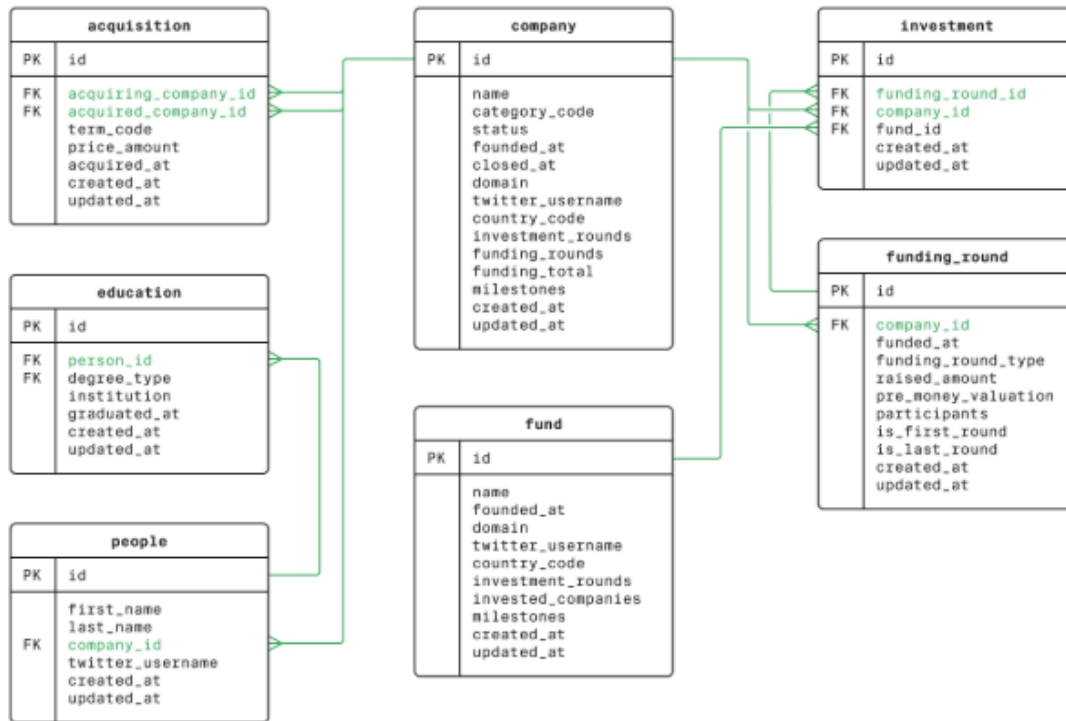 acquisition
PK id
FK acquiring_company_id
FK acquired_company_id
term_code
price_amount
acquired_at
created_at
updated_at
education
PK id
FK person_id
FK degree_type
institution
graduated_at
created_at
updated_at
people
PK id
first_name
last_name
FK company_id
twitter_username
created_at
updated_at
company
PK id
name
category_code
status
founded_at
closed_at
domain
twitter_username
country_code
investment_rounds
funding_rounds
funding_total
milestones
created_at
updated_at
fund
PK id
name
founded_at
domain
twitter_username
country_code
investment_rounds
invested_companies
milestones
created_at
updated_at
investment
PK id
FK funding_round_id
FK company_id
FK fund_id
created_at
updated_at
funding_round
PK id
FK company_id
funded_at
funding_round_type
raised_amount
pre_money_valuation
participants
is_first_round
is_last_round
created_at
updated_at